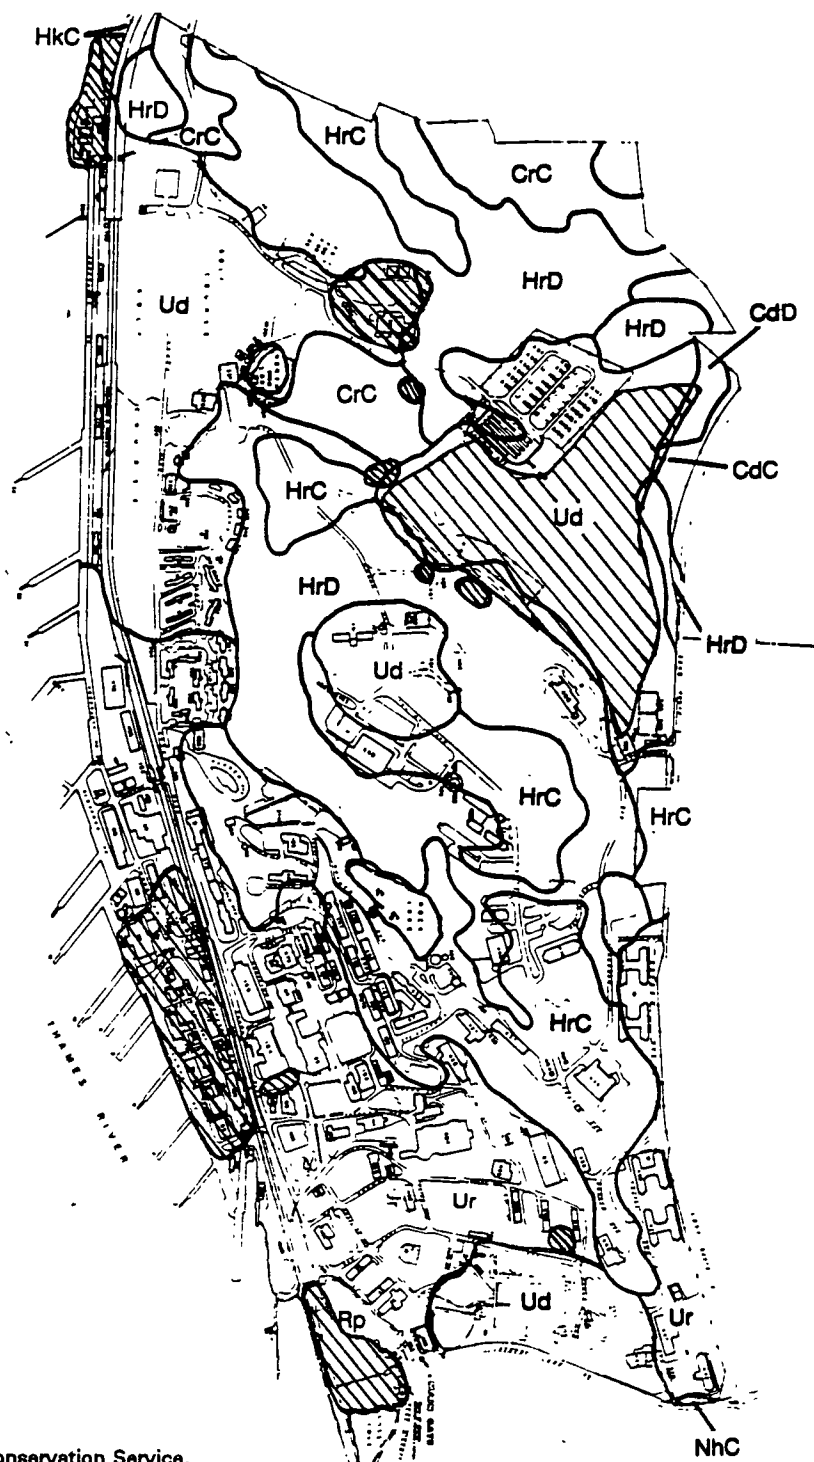 HkC
HrD
CrC
HrC
CrC
Ud
HrD
HrD
CdD
CrC
CdC
HrC
Ud
HrD
HrD
Ud
HrC
HrC
HrC
THAMES RIVER
Ur
Ud
Rp
Ur
NhC
onservation Service.